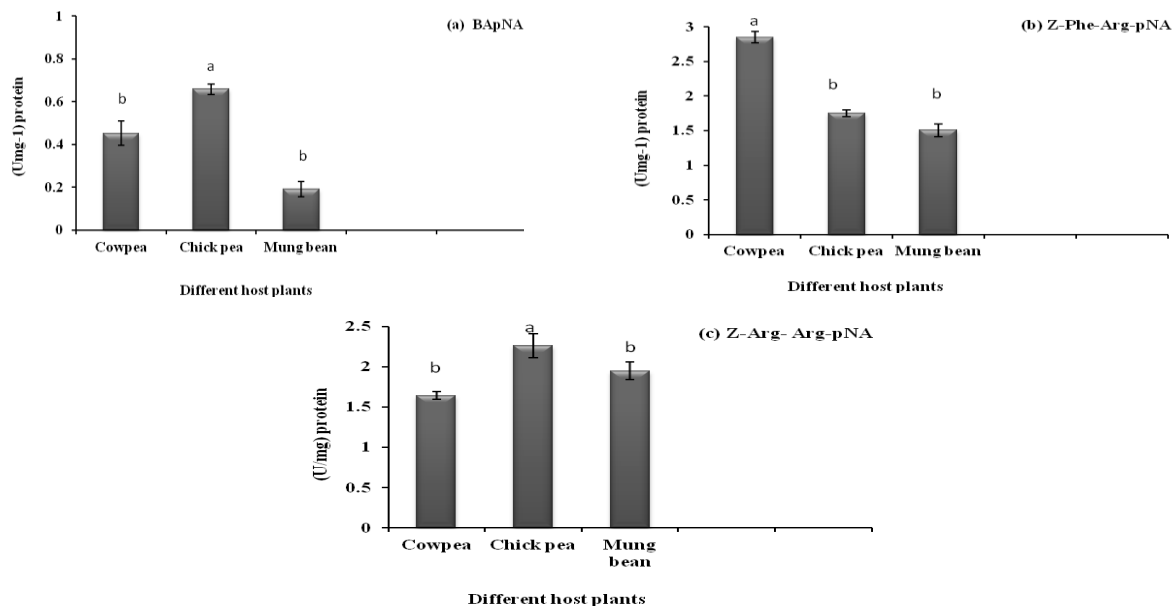 (a) BApNA
(Umg-1) protein
1
0.8
0.6
0.4
0.2
0
b
a
b
Cowpea Chick pea Mung bean
Different host plants
(b) Z-Phe-Arg-pNA
(Umg-1) protein
3
2.5
2
1.5
1
0.5
0
a
b
b
Cowpea Chick pea Mung bean
Different host plants
(c) Z-Arg- Arg-pNA
(U/mg) protein
2.5
2
1.5
1
0.5
0
b
a
b
Cowpea Chick pea Mung
bean
Different host plants